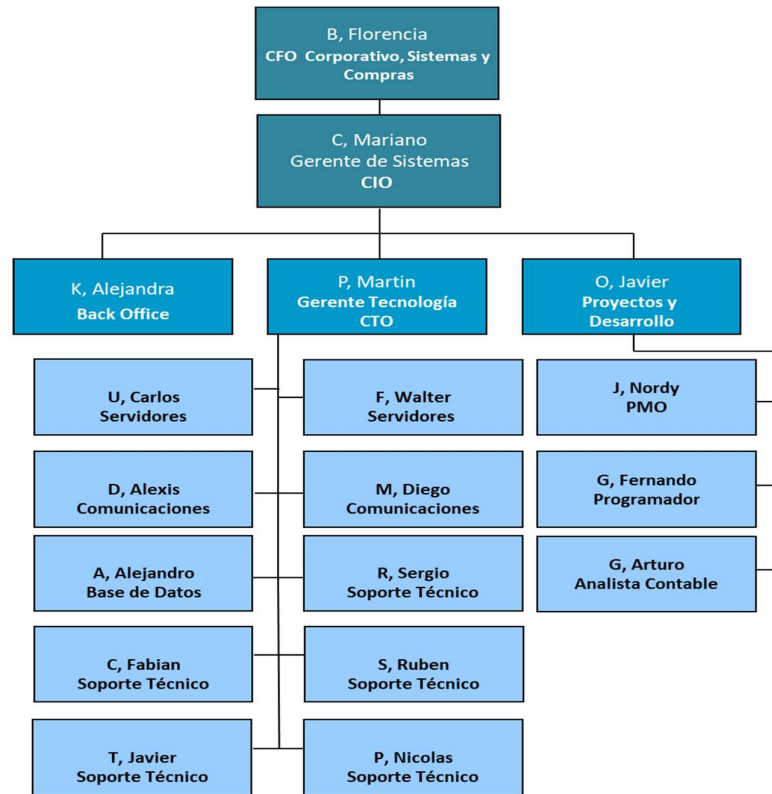 B, Florencia
CFO Corporativo, Sistemas y
Compras
C, Mariano
Gerente de Sistemas
CIO
K, Alejandra
Back Office
P, Martin
Gerente Tecnología
CTO
O, Javier
Proyectos y
Desarrollo
U, Carlos
Servidores
F, Walter
Servidores
J, Nordy
PMO
D, Alexis
Comunicaciones
M, Diego
Comunicaciones
G, Fernando
Programador
A, Alejandro
Base de Datos
R, Sergio
Soporte Técnico
G, Arturo
Analista Contable
C, Fabian
Soporte Técnico
S, Ruben
Soporte Técnico
T, Javier
Soporte Técnico
P, Nicolas
Soporte Técnico